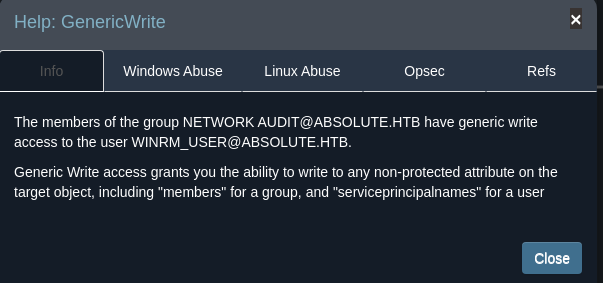 Help: GenericWrite
×
Info
Windows Abuse
Linux Abuse
Opsec
Refs
The members of the group NETWORK AUDIT@ABSOLUTE.HTB have generic write
access to the user WINRM_USER@ABSOLUTE.HTB.
Generic Write access grants you the ability to write to any non-protected attribute on the
target object, including "members" for a group, and "serviceprincipalnames" for a user
Close